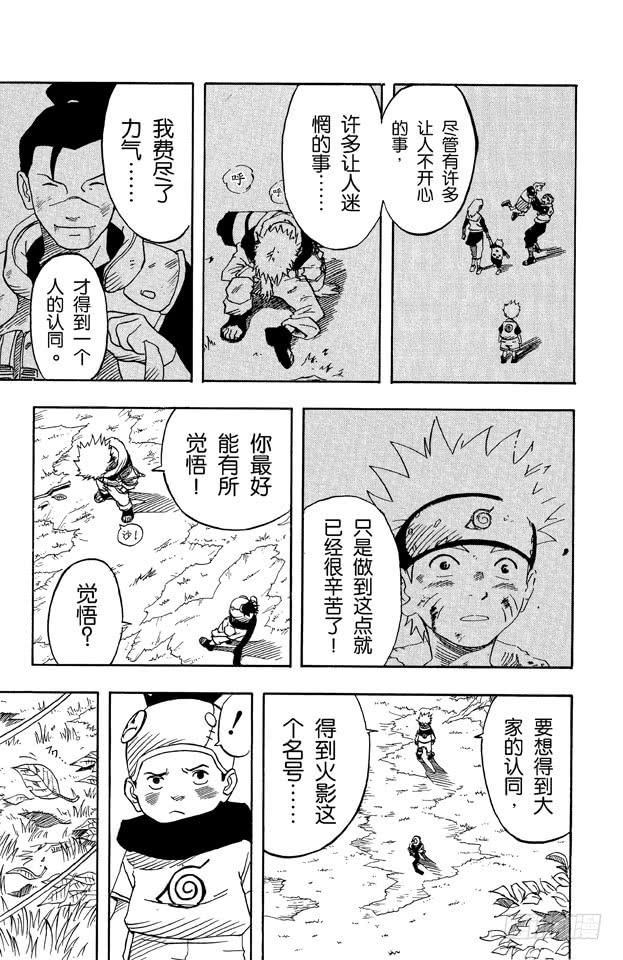 尽管有许多
让人不开心
的事，
许多让人迷
惘的事……
呼
呼
我费尽了
力气……
才得到一个
人的认同。
只是做到这点就
已经很辛苦了！
你最好
能有所
觉悟！
觉悟？
要想得到大
家的认同，
得到火影这
个名号……
！